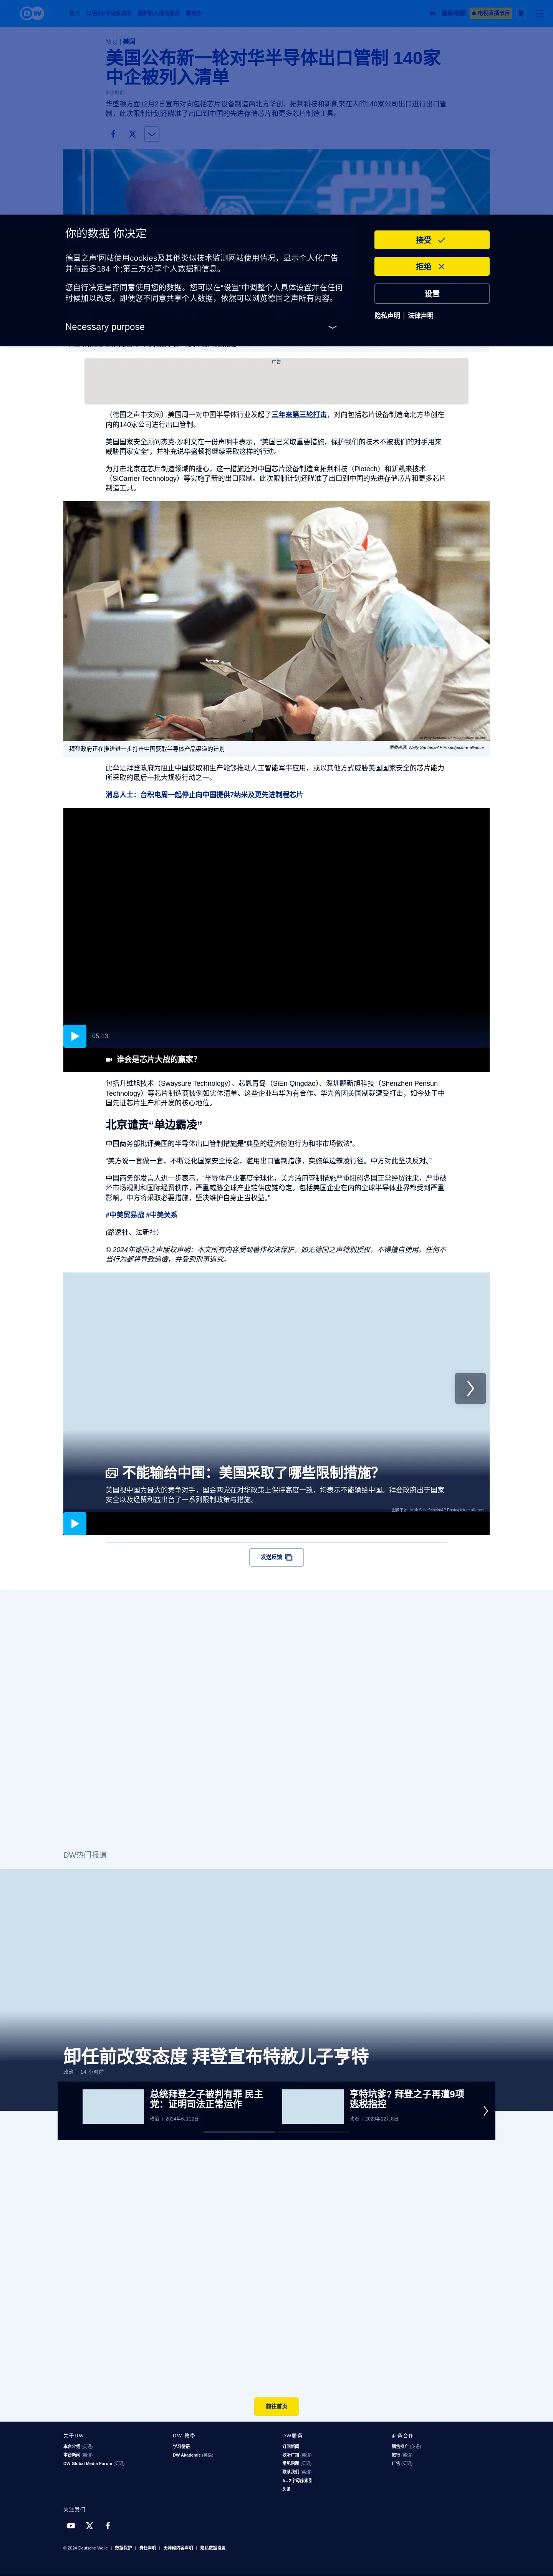 DW
最新视频
电视直播节目
贸易 | 美国
美国公布新一轮对华半导体出口管制 140家
中企被列入清单
4 小时前
华盛顿方面12月2日宣布对向包括芯片设备制造商北方华创、拓荆科技和新凯来在内的140家公司出口进行出口管
制，此次限制计划还瞄准了出口到中国的先进存储芯片和更多芯片制造工具。
你的数据 你决定
德国之声'网站使用cookies及其他类似技术监测网站使用情况，显示个人化广告
并与最多184 个;第三方分享个人数据和信息。
您自行决定是否同意使用您的数据。您可以在“设置”中调整个人具体设置并在任何
时候加以改变。即便您不同意共享个人数据，依然可以浏览德国之声所有内容。
Necessary purpose
接受
拒绝
设置
隐私声明 | 法律声明
广告
（德国之声中文网）美国周一对中国半导体行业发起了三年来第三轮打击，对向包括芯片设备制造商北方华创在
内的140家公司进行出口管制。
美国国家安全顾问杰克·沙利文在一份声明中表示，“美国已采取重要措施，保护我们的技术不被我们的对手用来
威胁国家安全”，并补充说华盛顿将继续采取这样的行动。
为打击北京在芯片制造领域的雄心，这一措施还对中国芯片设备制造商拓荆科技（Piotech）和新凯来技术
（SiCarrier Technology）等实施了新的出口限制。此次限制计划还瞄准了出口到中国的先进存储芯片和更多芯片
制造工具。
拜登政府正在推进进一步打击中国获取半导体产品渠道的计划
图像来源: Wally Santana/AP Photo/picture alliance
此举是拜登政府为阻止中国获取和生产能够推动人工智能军事应用，或以其他方式威胁美国国家安全的芯片能力
所采取的最后一批大规模行动之一。
消息人士：台积电周一起停止向中国提供7纳米及更先进制程芯片
05:13
谁会是芯片大战的赢家？
包括升维旭技术（Swaysure Technology）、芯恩青岛（SiEn Qingdao）、深圳鹏新旭科技（Shenzhen Pensun
Technology）等芯片制造商被例如实体清单。这些企业与华为有合作。华为曾因美国制裁遭受打击，如今处于中
国先进芯片生产和开发的核心地位。
北京谴责“单边霸凌”
中国商务部批评美国的半导体出口管制措施是“典型的经济胁迫行为和非市场做法”。
“美方说一套做一套，不断泛化国家安全概念，滥用出口管制措施，实施单边霸凌行径。中方对此坚决反对。”
中国商务部发言人进一步表示，“半导体产业高度全球化，美方滥用管制措施严重阻碍各国正常经贸往来，严重破
坏市场规则和国际经贸秩序，严重威胁全球产业链供应链稳定。包括美国企业在内的全球半导体业界都受到严重
影响。中方将采取必要措施，坚决维护自身正当权益。”
#中美贸易战 #中美关系
(路透社、法新社）
© 2024年德国之声版权声明：本文所有内容受到著作权法保护，如无德国之声特别授权，不得擅自使用。任何不
当行为都将导致追偿，并受到刑事追究。
不能输给中国：美国采取了哪些限制措施？
美国视中国为最大的竞争对手，国会两党在对华政策上保持高度一致，均表示不能输给中国。拜登政府出于国家
安全以及经贸利益出台了一系列限制政策与措施。
图像来源: Mark Schiefelbein/AP Photo/picture alliance
发送反馈
DW热门报道
卸任前改变态度 拜登宣布特赦儿子亨特
政治 | 14 小时前
总统拜登之子被判有罪 民主
党：证明司法正常运作
政治 | 2024年6月12日
亨特坑爹? 拜登之子再遭9项
逃税指控
政治 | 2023年12月8日
前往首页
关于DW
本台介绍 (英语)
本台新闻 (英语)
DW Global Media Forum (英语)
DW 教学
学习德语
DW Akademie (英语)
DW服务
订阅新闻
收听广播 (英语)
常见问题 (英语)
联系我们 (英语)
A - Z字母序索引
头条
商务合作
销售推广 (英语)
旅行 (英语)
广告 (英语)
关注我们
© 2024 Deutsche Welle | 数据保护 | 责任声明 | 无障碍内容声明 | 隐私数据设置